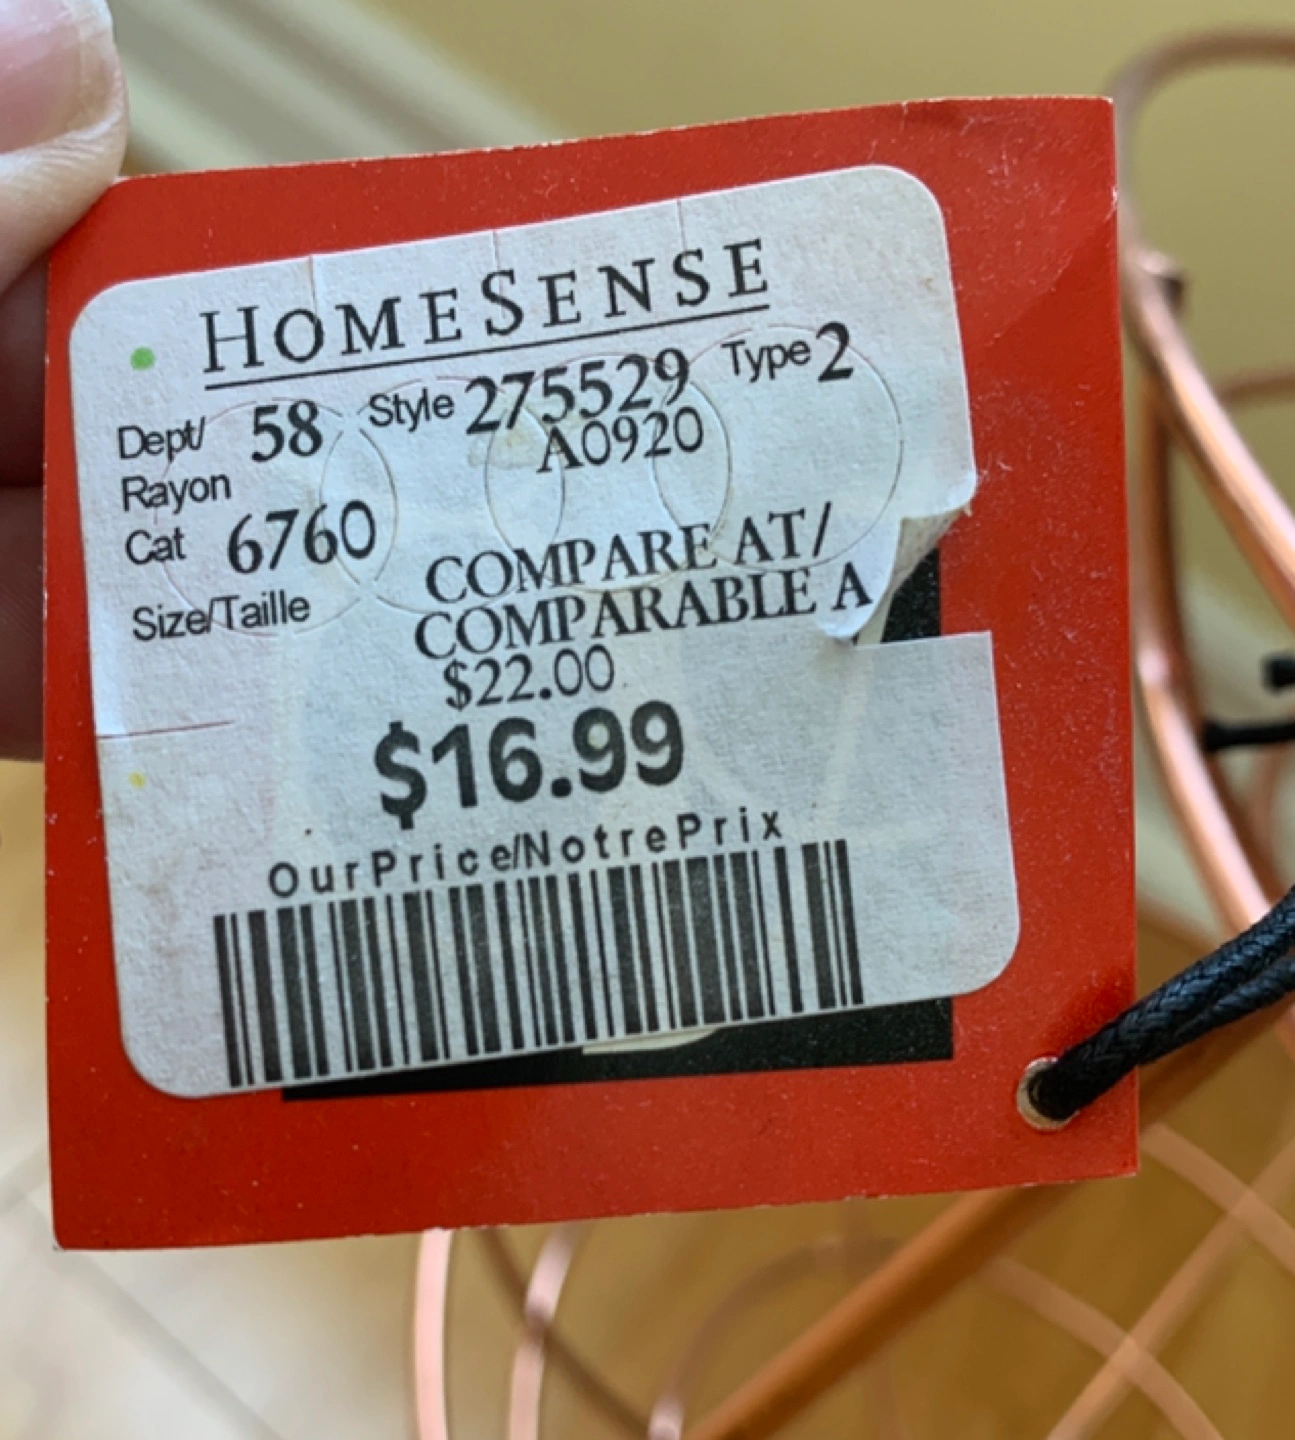 HOMESENSE
Dept/ 58 Style 275529 Type 2
Rayon A0920
Cat 6760
COMPARE AT/
Size/Taille COMPARABLE A
$22.00
$16.99
OurPrice/NotrePrix